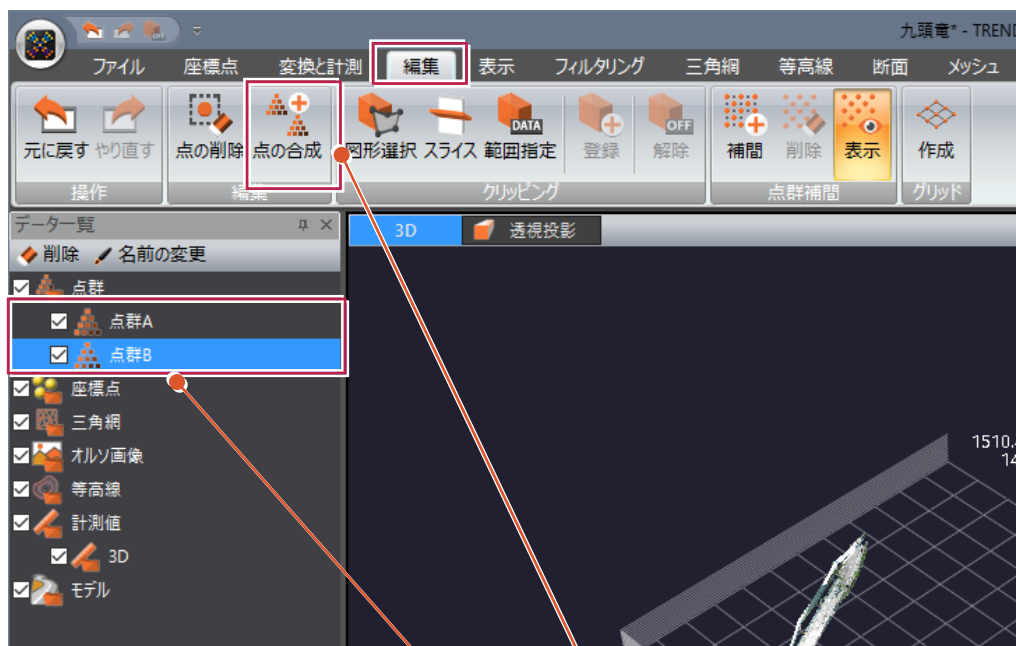 OFF
九頭竜* - TREND
ファイル 座標点 変換と計測 編集 表示 フィルタリング 三角網 等高線 断面 メッシュ
DATA OFF
元に戻す やり直す 点の削除 点の合成 図形選択 スライス 範囲指定 登録 解除 補間 削除 表示 作成
操作 編集 クリッピング 点群補間 グリッド
データ一覧
3D 透視投影
削除 名前の変更
点群
点群A
点群B
座標点
三角網
オルソ画像
等高線
計測値
3D
モデル
1510.4
14